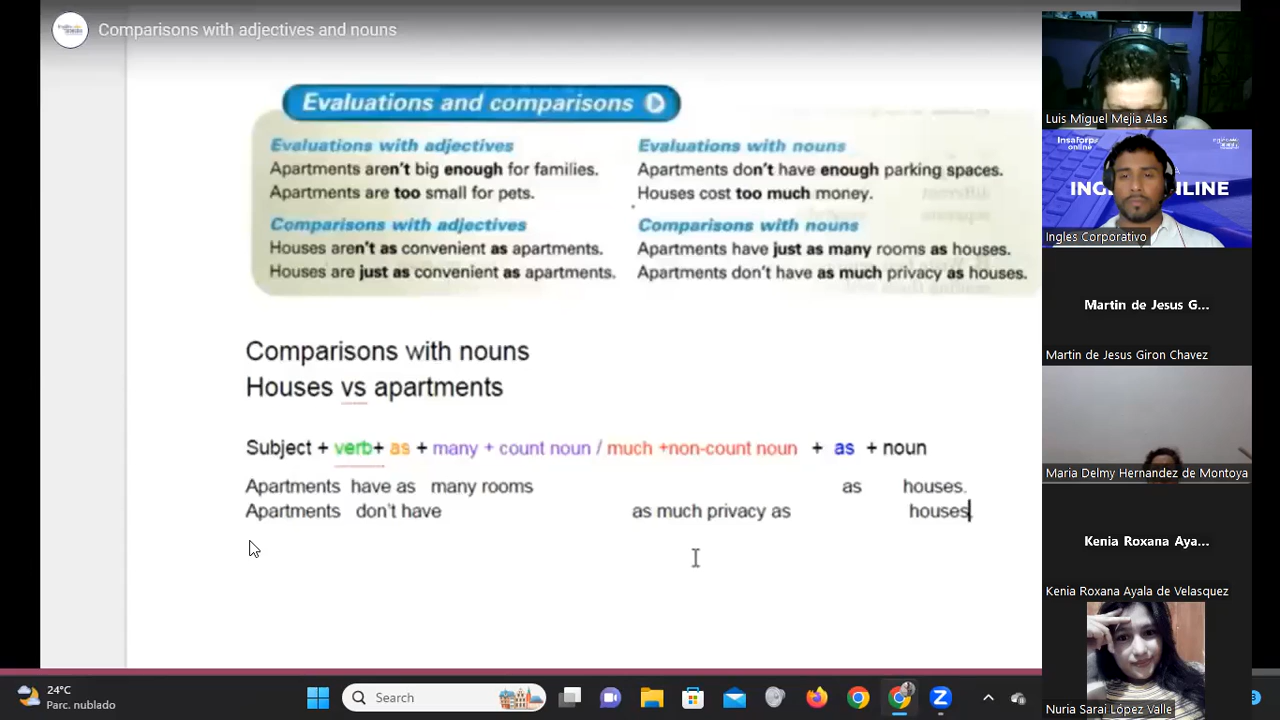 Comparisons with adjectives and nouns
Evaluations and comparisons
Evaluations with adjectives
Apartments aren't big enough for families.
Apartments are too small for pets.
Comparisons with adjectives
Houses aren't as convenient as apartments.
Houses are just as convenient as apartments.
Evaluations with nouns
Apartments don't have enough parking spaces.
Houses cost too much money.
Comparisons with nouns
Apartments have just as many rooms as houses.
Apartments don't have as much privacy as houses.
Comparisons with nouns
Houses vs apartments
Subject + verb+ as + many + count noun / much +non-count noun + as + noun
Apartments have as many rooms as houses.
Apartments don't have as much privacy as houses.
Luis Miguel Mejia Alas
Insaforp online
INGL NLINE
Ingles Corporativo
Martin de Jesus G...
Martin de Jesus Giron Chavez
Maria Delmy Hernandez de Montoya
Kenia Roxana Aya...
Kenia Roxana Ayala de Velasquez
Nuria Sarai López Valle
24°C
Parc. nublado
Search